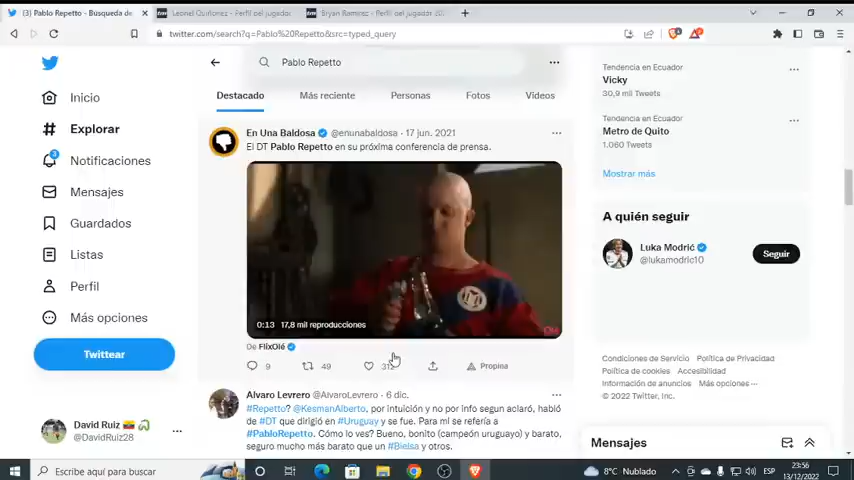 (3) Pablo Repetto - Búsqueda de
Leonel Quiñonez - Perfil del jugador
Bryan Ramírez - Perfil del jugador 20
twitter.com/search?q=Pablo%20Repetto&src=typed_query
Inicio
Explorar
3
Notificaciones
Mensajes
Guardados
Listas
Perfil
Más opciones
Twittear
David Ruiz
@DavidRuiz28
Pablo Repetto
Destacado
Más reciente
Personas
Fotos
Videos
En Una Baldosa @enunabaldosa · 17 jun. 2021
El DT Pablo Repetto en su próxima conferencia de prensa.
0:13 17,8 mil reproducciones
De FlixOlé
9 49 312 Propina
Alvaro Levrero @AlvaroLevrero · 6 dic.
#Repetto? @KesmanAlberto, por intuición y no por info segun aclaró, habló
de #DT que dirigió en #Uruguay y se fue. Para mi se refería a
#PabloRepetto. Cómo lo ves? Bueno, bonito (campeón uruguayo) y barato,
seguro mucho más barato que un #Bielsa y otros.
Tendencia en Ecuador
Vicky
30,9 mil Tweets
Tendencia en Ecuador
Metro de Quito
1.060 Tweets
Mostrar más
A quién seguir
Luka Modrić
@lukamodric10
Seguir
Condiciones de Servicio Política de Privacidad
Política de cookies Accesibilidad
Información de anuncios Más opciones ···
© 2022 Twitter, Inc.
Mensajes
Escribe aquí para buscar
8°C Nublado
ESP
23:56
13/12/2022